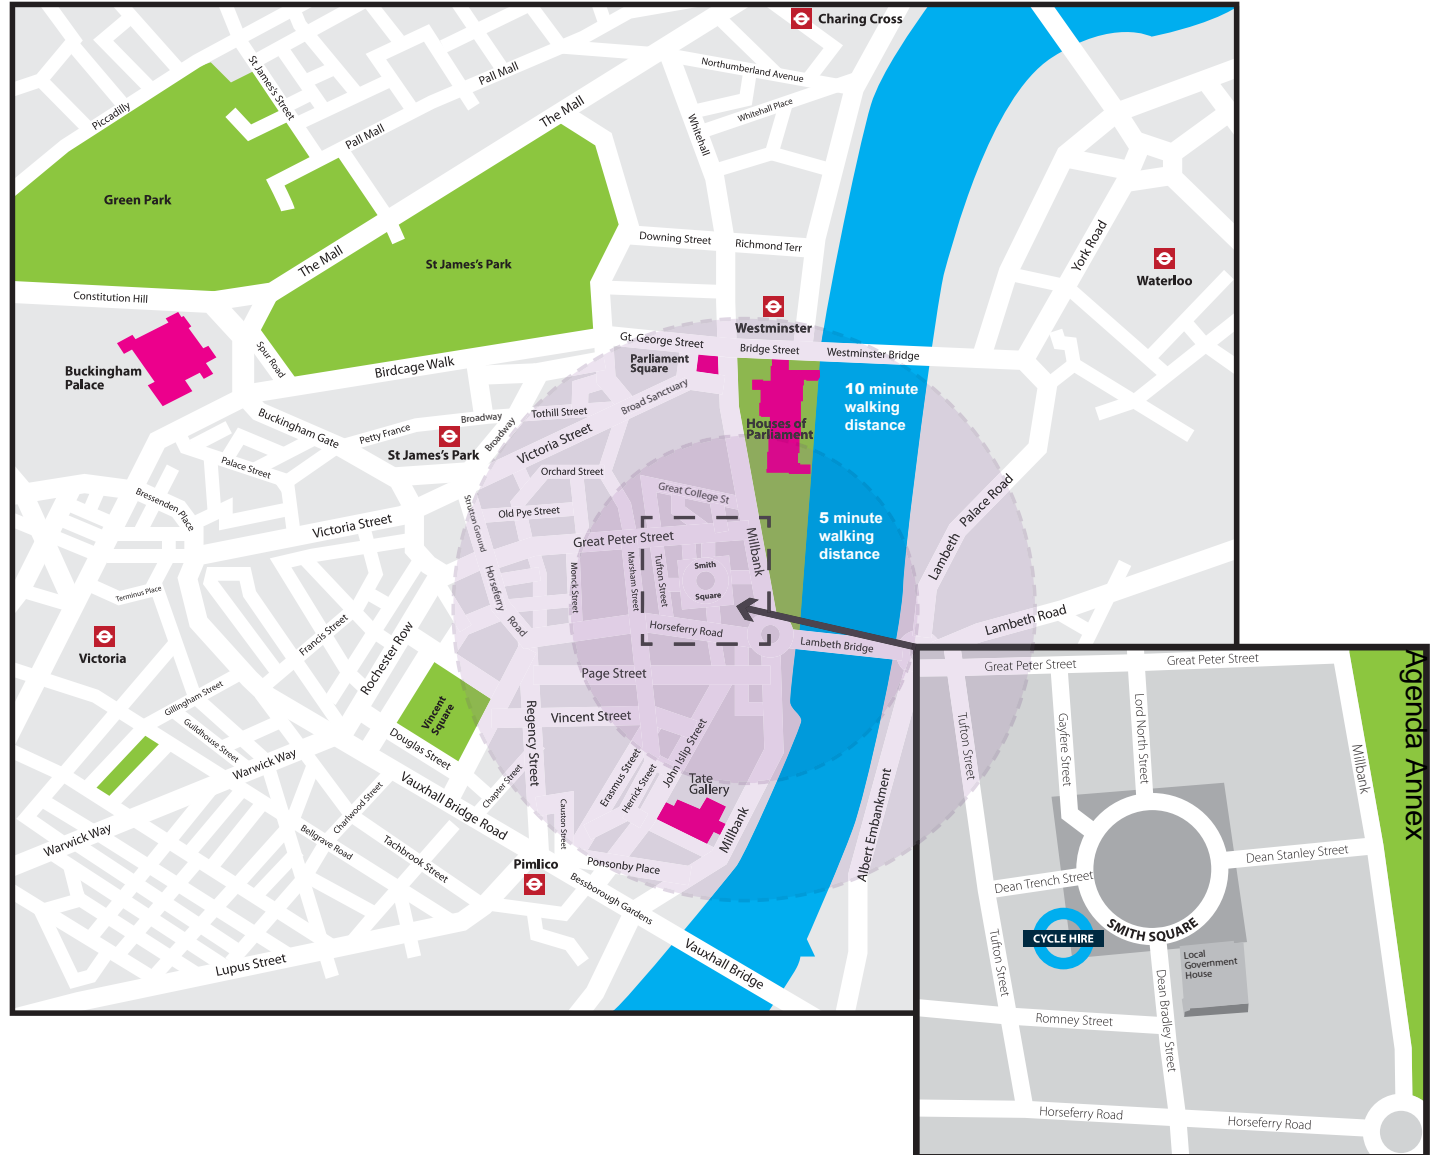 Charing Cross
Northumberland Avenue
Whitehall Place
St James's Street
Pall Mall
Piccadilly
Pall Mall
The Mall
Whitehall
Green Park
Downing Street
Richmond Terr
York Road
Waterloo
The Mall
St James's Park
Constitution Hill
Westminster
Gt. George Street
Bridge Street
Westminster Bridge
Spur Road
Birdcage Walk
Parliament
Square
Buckingham
Palace
10 minute
walking
distance
Broad Sanctuary
Houses of
Parliament
Buckingham Gate
Petty France
Broadway
Broadway
Tothill Street
St James's Park
Victoria Street
Palace Street
Orchard Street
Great College St
Bressenden Place
Victoria Street
Strutton Ground
Old Pye Street
Great Peter Street
Millbank
5 minute
walking
distance
Lambeth
Palace Road
Smith
Square
Tufton Street
Marsham Street
Monck Street
Horseferry
Road
Terminus Place
Victoria
Francis Street
Rochester Row
Horseferry Road
Lambeth Bridge
Lambeth Road
Page Street
Vincent Street
Vincent
Square
Regency Street
Gillingham Street
Guildhouse Street
Warwick Way
Douglas Street
Vauxhall Bridge Road
Chapter Street
Erasmus Street
Herrick Street
John Islip Street
Tate
Gallery
Millbank
Albert Embankment
Causton Street
Charlwood Street
Bellgrave Road
Tachbrook Street
Warwick Way
Pimlico
Ponsonby Place
Bessborough Gardens
Vauxhall Bridge
Lupus Street
Great Peter Street
Great Peter Street
Agenda Annex
Tufton Street
Gayfere Street
Lord North Street
Millbank
Dean Stanley Street
Dean Trench Street
SMITH SQUARE
CYCLE HIRE
Local
Government
House
Tufton Street
Dean Bradley Street
Romney Street
Horseferry Road
Horseferry Road